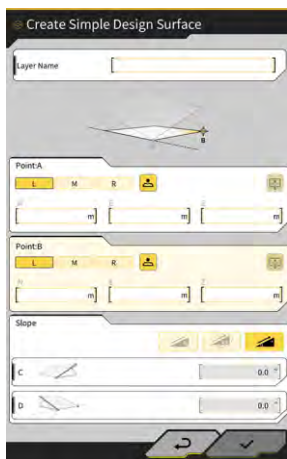 Create Simple Design Surface
Layer Name [ ]
B
Point:A
L M R
N E Z
[ m] [ m] [ m]
Point:B
L M R
N E Z
[ m] [ m] [ m]
Slope
C [ 0.0 °]
D [ 0.0 °]